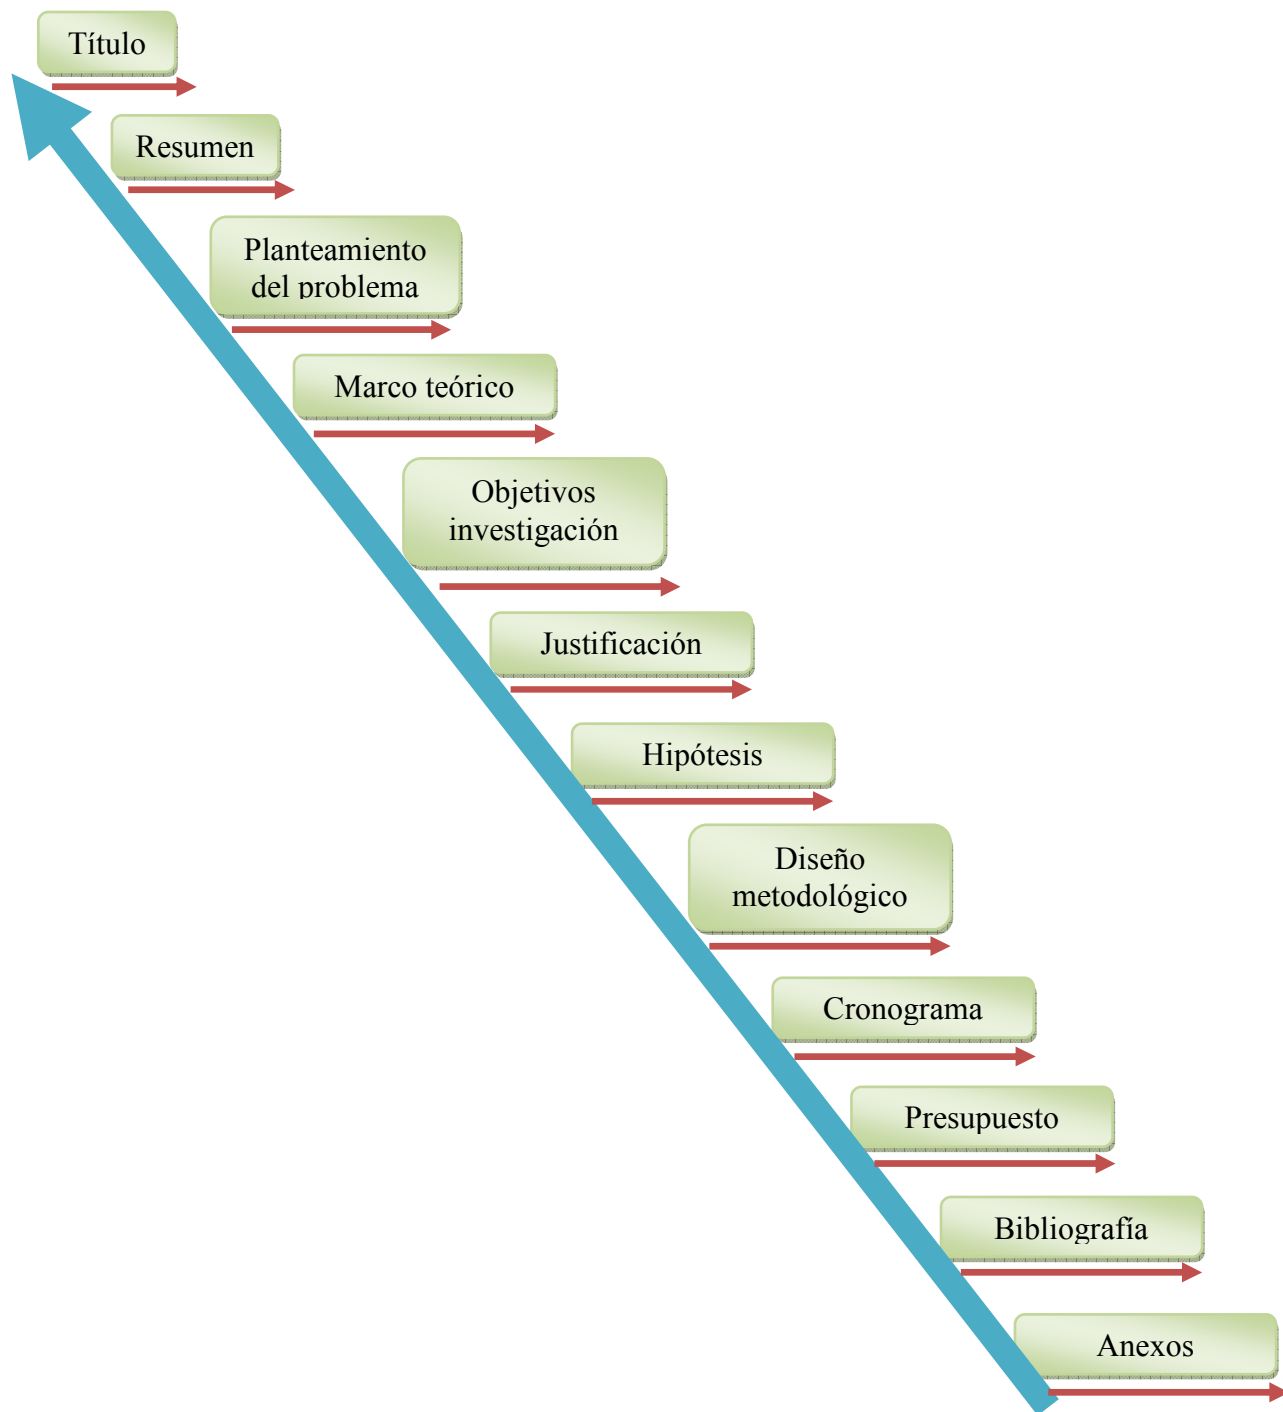 Título
Resumen
Planteamiento
del problema
Marco teórico
Objetivos
investigación
Justificación
Hipótesis
Diseño
metodológico
Cronograma
Presupuesto
Bibliografía
Anexos